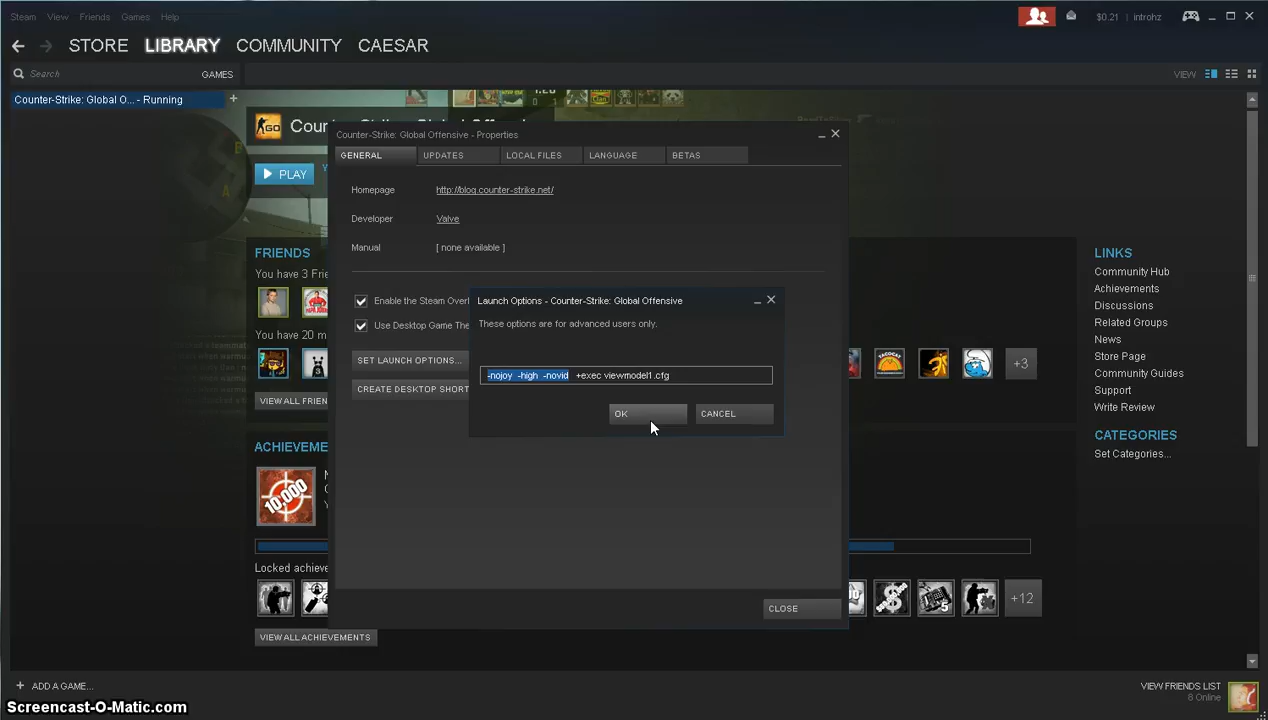 Steam View Friends Games Help
$0.21 introhz
STORE LIBRARY COMMUNITY CAESAR
Search GAMES VIEW
Counter-Strike: Global O... - Running +
GO
PLAY
Counter-Strike: Global Offensive - Properties
GENERAL UPDATES LOCAL FILES LANGUAGE BETAS
Homepage http://blog.counter-strike.net/
Developer Valve
Manual [ none available ]
FRIENDS
You have 3 Frie
Enable the Steam Overl
Use Desktop Game The
You have 20 m
SET LAUNCH OPTIONS...
CREATE DESKTOP SHORT
Launch Options - Counter-Strike: Global Offensive
These options are for advanced users only.
-nojoy -high -novid +exec viewmodel1.cfg
OK CANCEL
TACOCAT
+3
VIEW ALL FRIEN
ACHIEVEME
10,000
Locked achieve
5
+12
VIEW ALL ACHIEVEMENTS
CLOSE
LINKS
Community Hub
Achievements
Discussions
Related Groups
News
Store Page
Community Guides
Support
Write Review
CATEGORIES
Set Categories...
+ ADD A GAME...
VIEW FRIENDS LIST
6 Online
Screencast-O-Matic.com